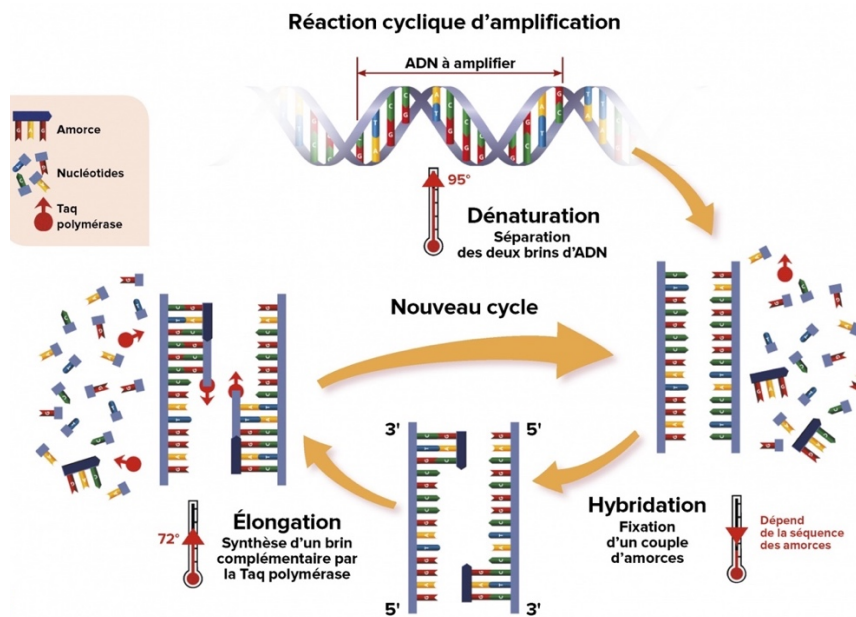 Réaction cyclique d'amplification
ADN à amplifier
Amorce
Nucléotides
Taq
polymérase
95°
Dénaturation
Séparation
des deux brins d'ADN
Nouveau cycle
3'
5'
Élongation
Synthèse d'un brin
complémentaire par
la Taq polymérase
72°
Hybridation
Fixation
d'un couple
d'amorces
Dépend
de la séquence
des amorces
5'
3'